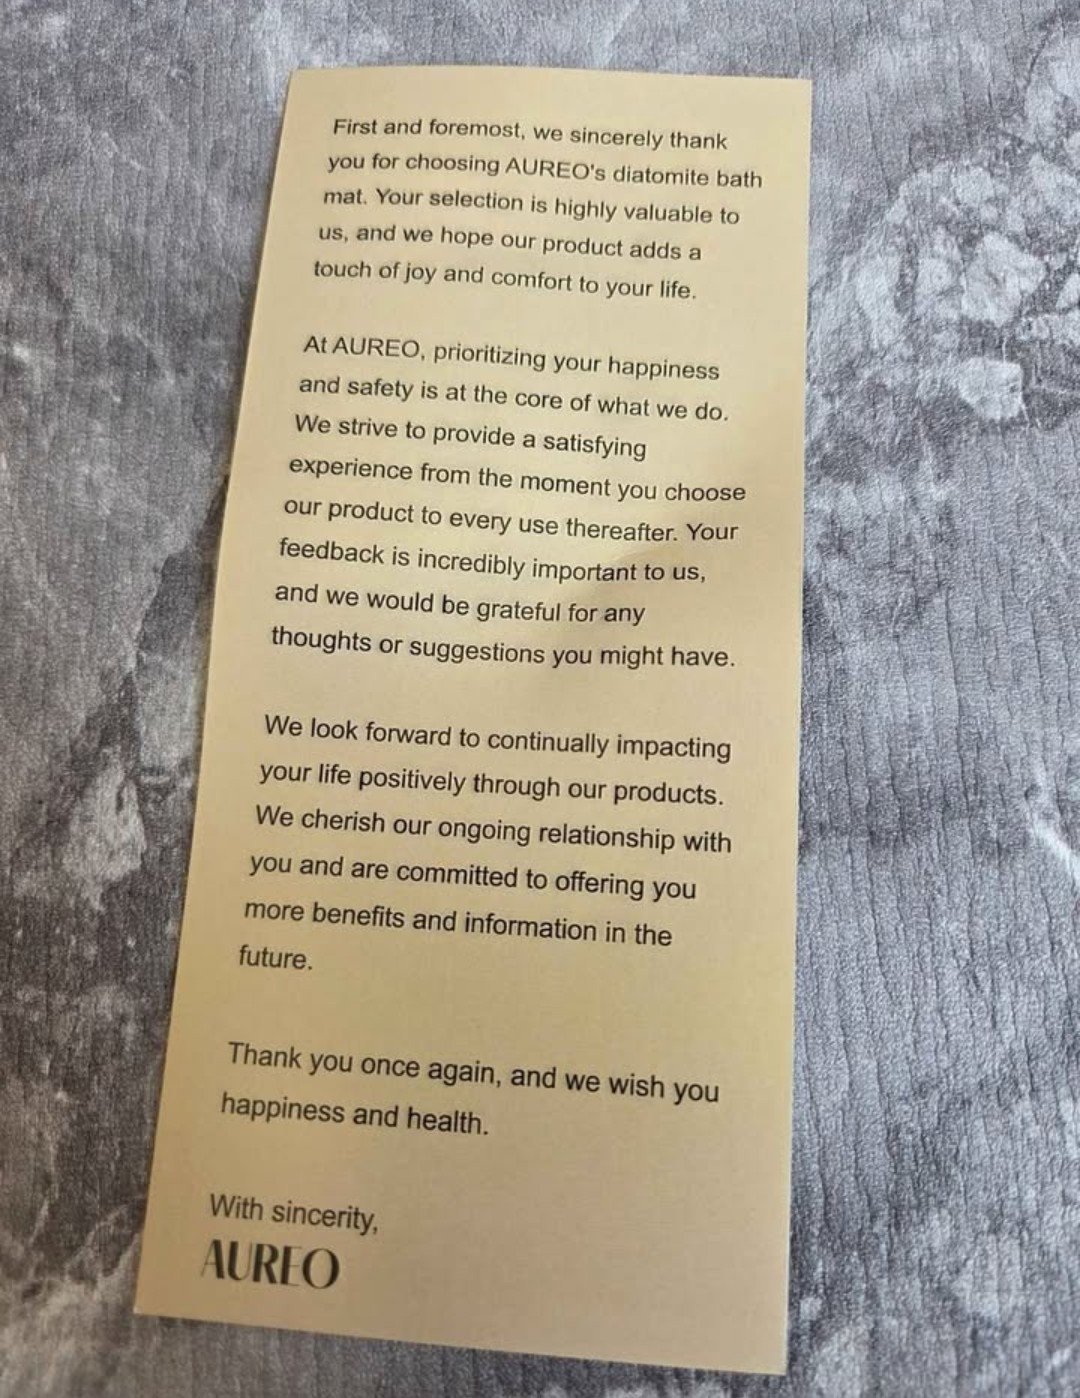 First and foremost, we sincerely thank
you for choosing AUREO's diatomite bath
mat. Your selection is highly valuable to
us, and we hope our product adds a
touch of joy and comfort to your life.
At AUREO, prioritizing your happiness
and safety is at the core of what we do.
We strive to provide a satisfying
experience from the moment you choose
our product to every use thereafter. Your
feedback is incredibly important to us,
and we would be grateful for any
thoughts or suggestions you might have.
We look forward to continually impacting
your life positively through our products.
We cherish our ongoing relationship with
you and are committed to offering you
more benefits and information in the
future.
Thank you once again, and we wish you
happiness and health.
With sincerity,
AUREO